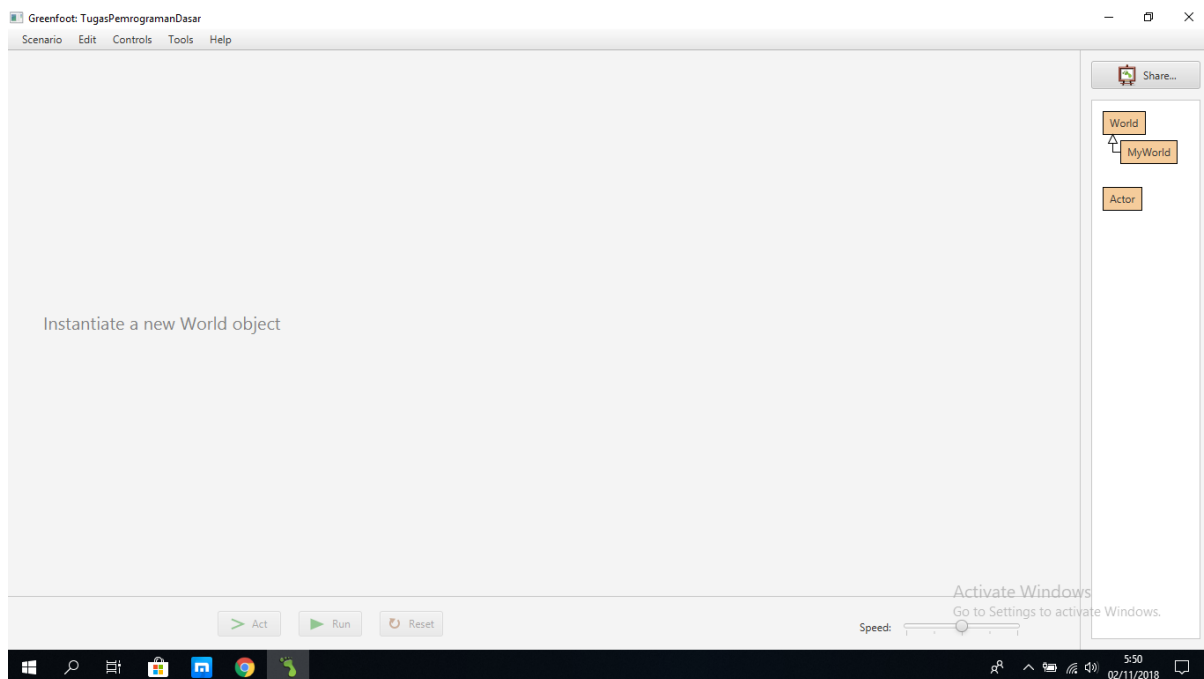 Greenfoot: TugasPemrogramanDasar
Scenario Edit Controls Tools Help
Share...
World
MyWorld
Actor
Instantiate a new World object
Activate Windows
Go to Settings to activate Windows.
Act Run Reset
Speed:
5:50
02/11/2018